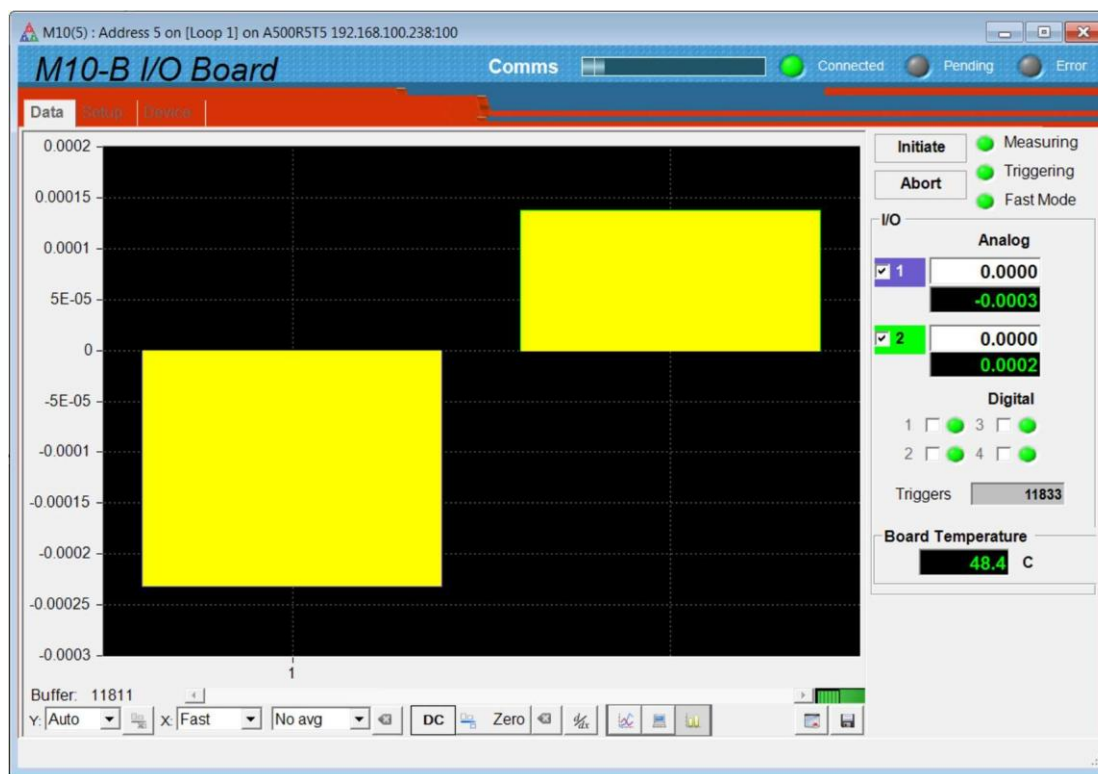 M10(5) : Address 5 on [Loop 1] on A500R5T5 192.168.100.238:100
M10-B I/O Board
Comms
Connected
Pending
Error
Data
Setup
Device
0.0002
0.00015
0.0001
5E-05
0
-5E-05
-0.0001
-0.00015
-0.0002
-0.00025
-0.0003
1
Initiate
Measuring
Triggering
Abort
Fast Mode
I/O
Analog
1
0.0000
-0.0003
2
0.0000
0.0002
Digital
1 3
2 4
Triggers 11833
Board Temperature
48.4 C
Buffer: 11811
Y: Auto X: Fast No avg DC Zero d/dx